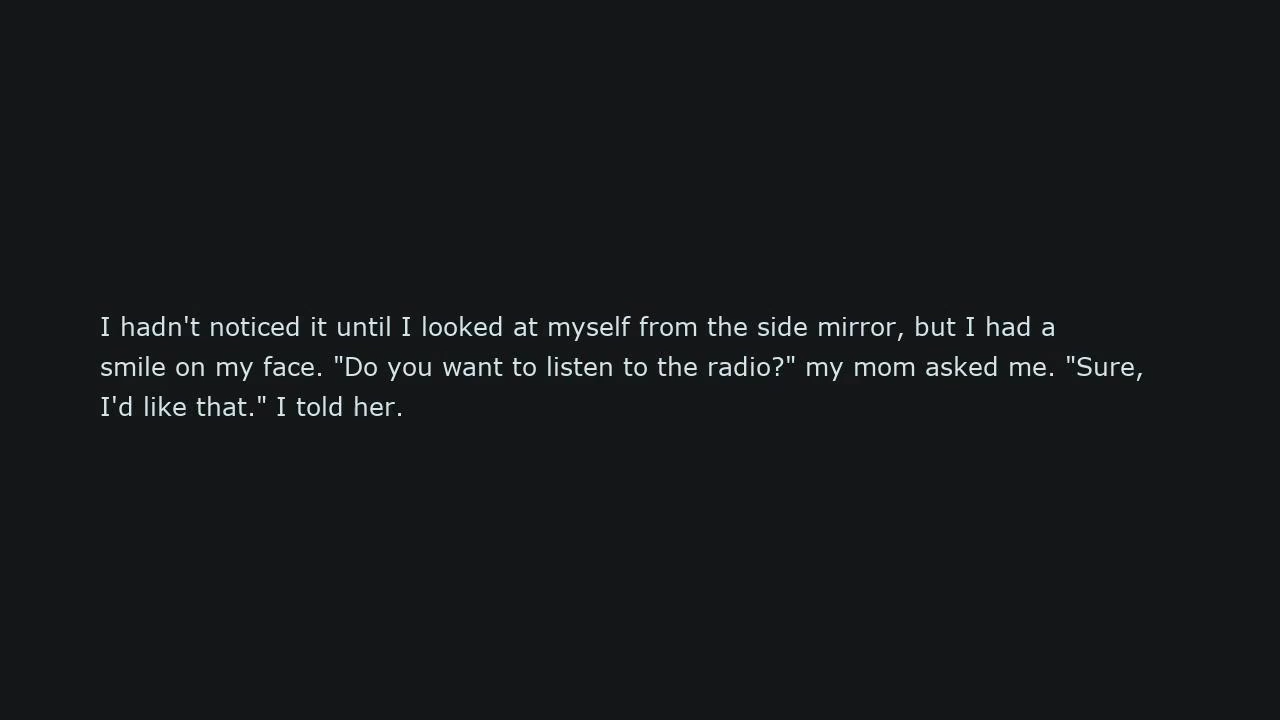 I hadn't noticed it until I looked at myself from the side mirror, but I had a
smile on my face. "Do you want to listen to the radio?" my mom asked me. "Sure,
I'd like that." I told her.